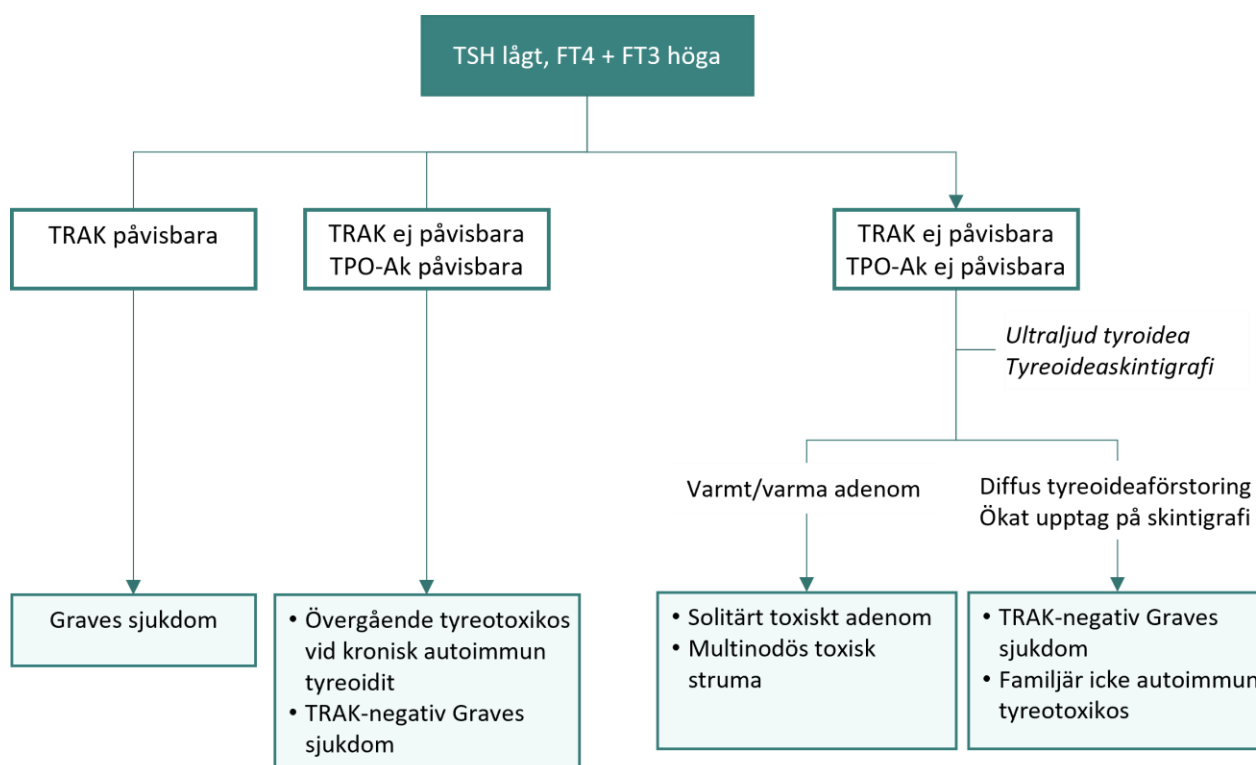 TSH lågt, FT4 + FT3 höga
TRAK påvisbara
TRAK ej påvisbara
TPO-Ak påvisbara
TRAK ej påvisbara
TPO-Ak ej påvisbara
Ultraljud tyroidea
Tyreoideaskintigrafi
Varmt/varma adenom
Diffus tyreoideaförstoring
Ökat upptag på skintigrafi
Graves sjukdom
• Övergående tyreotoxikos
vid kronisk autoimmun
tyreoidit
• TRAK-negativ Graves
sjukdom
• Solitärt toxiskt adenom
• Multinodös toxisk
struma
• TRAK-negativ Graves
sjukdom
• Familjär icke autoimmun
tyreotoxikos